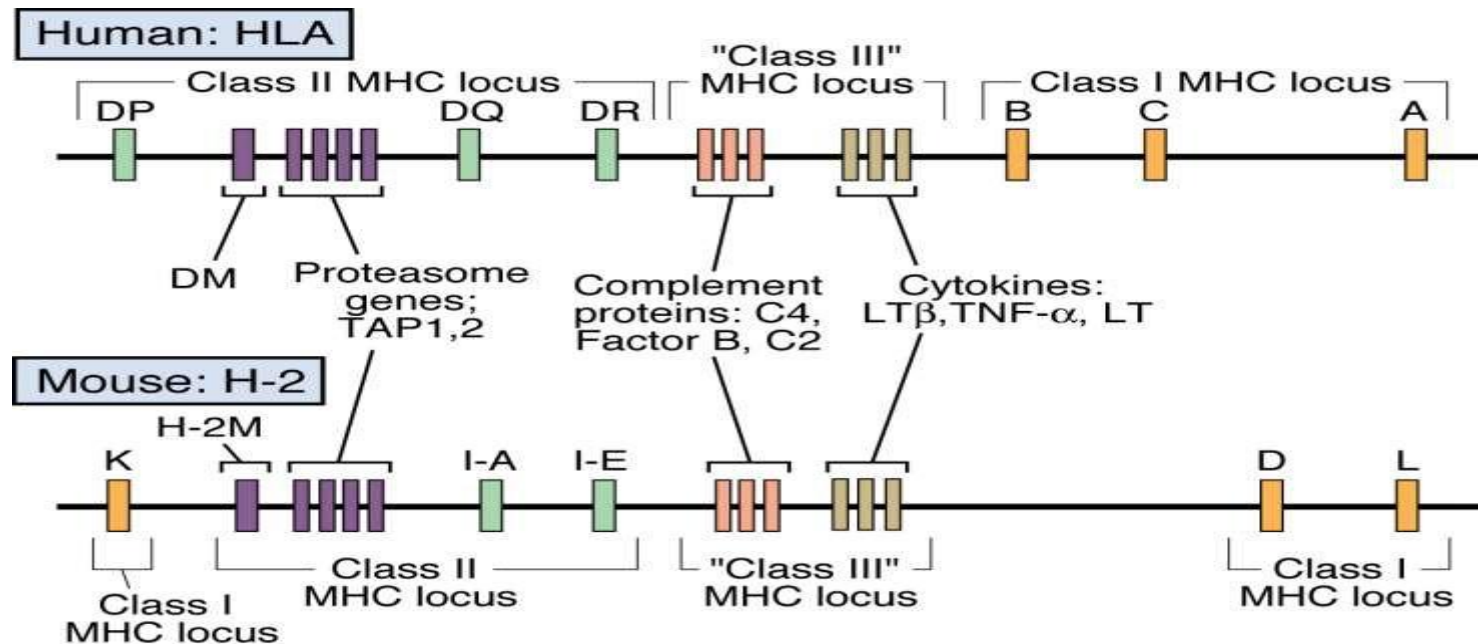 Human: HLA
"Class III"
Class II MHC locus
MHC locus
Class I MHC locus
DP
DQ
DR
B
C
A
DM
Proteasome
genes;
TAP1,2
Complement
proteins: C4,
Factor B, C2
Cytokines:
LTβ,TNF-α, LT
Mouse: H-2
H-2M
K
I-A
I-E
D
L
Class I
MHC locus
Class II
MHC locus
"Class III"
MHC locus
Class I
MHC locus